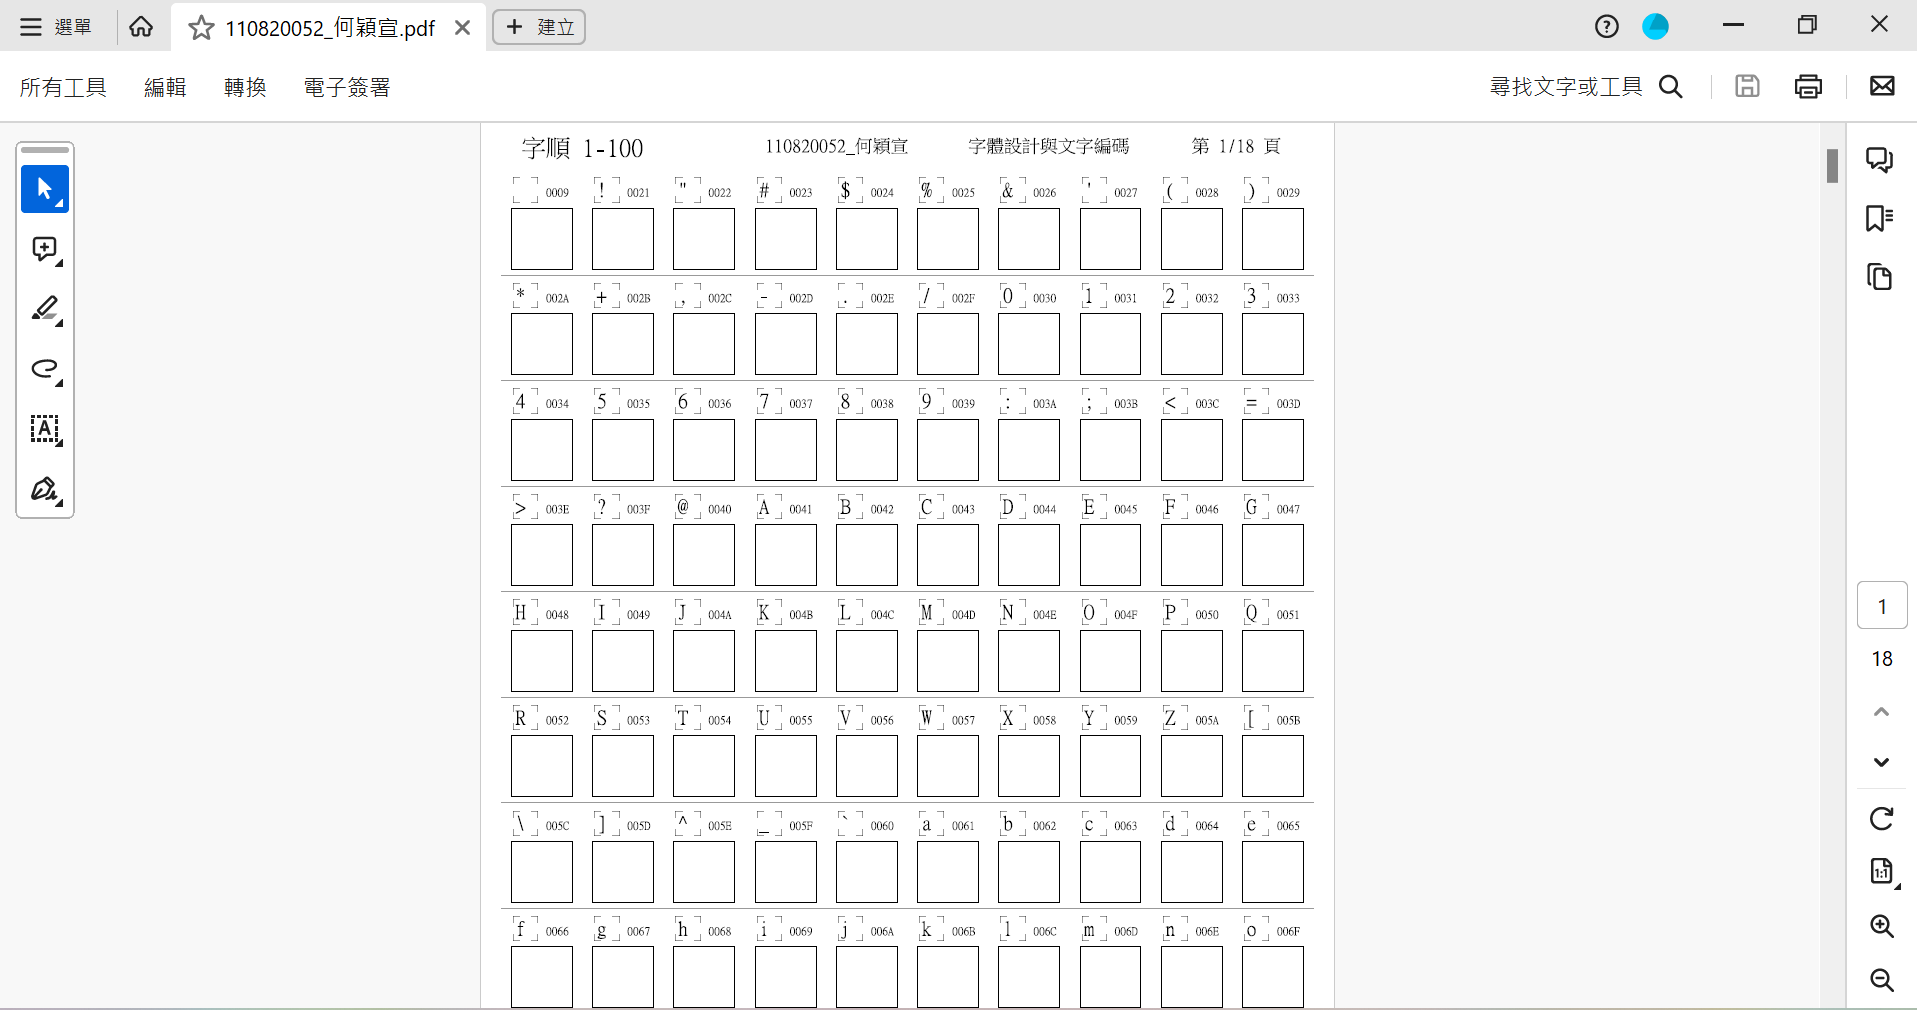 選單 110820052_何穎宣.pdf 建立
所有工具 編輯 轉換 電子簽署 尋找文字或工具
字順 1-100 110820052_何穎宣 字體設計與文字編碼 第 1/18 頁
0009 ! 0021 " 0022 # 0023 $ 0024 % 0025 & 0026 ' 0027 ( 0028 ) 0029
* 002A + 002B , 002C - 002D . 002E / 002F 0 0030 1 0031 2 0032 3 0033
4 0034 5 0035 6 0036 7 0037 8 0038 9 0039 : 003A ; 003B < 003C = 003D
> 003E ? 003F @ 0040 A 0041 B 0042 C 0043 D 0044 E 0045 F 0046 G 0047
H 0048 I 0049 J 004A K 004B L 004C M 004D N 004E O 004F P 0050 Q 0051
R 0052 S 0053 T 0054 U 0055 V 0056 W 0057 X 0058 Y 0059 Z 005A [ 005B
\ 005C ] 005D ^ 005E _ 005F ` 0060 a 0061 b 0062 c 0063 d 0064 e 0065
f 0066 g 0067 h 0068 i 0069 j 006A k 006B l 006C m 006D n 006E o 006F
1
18
1:1